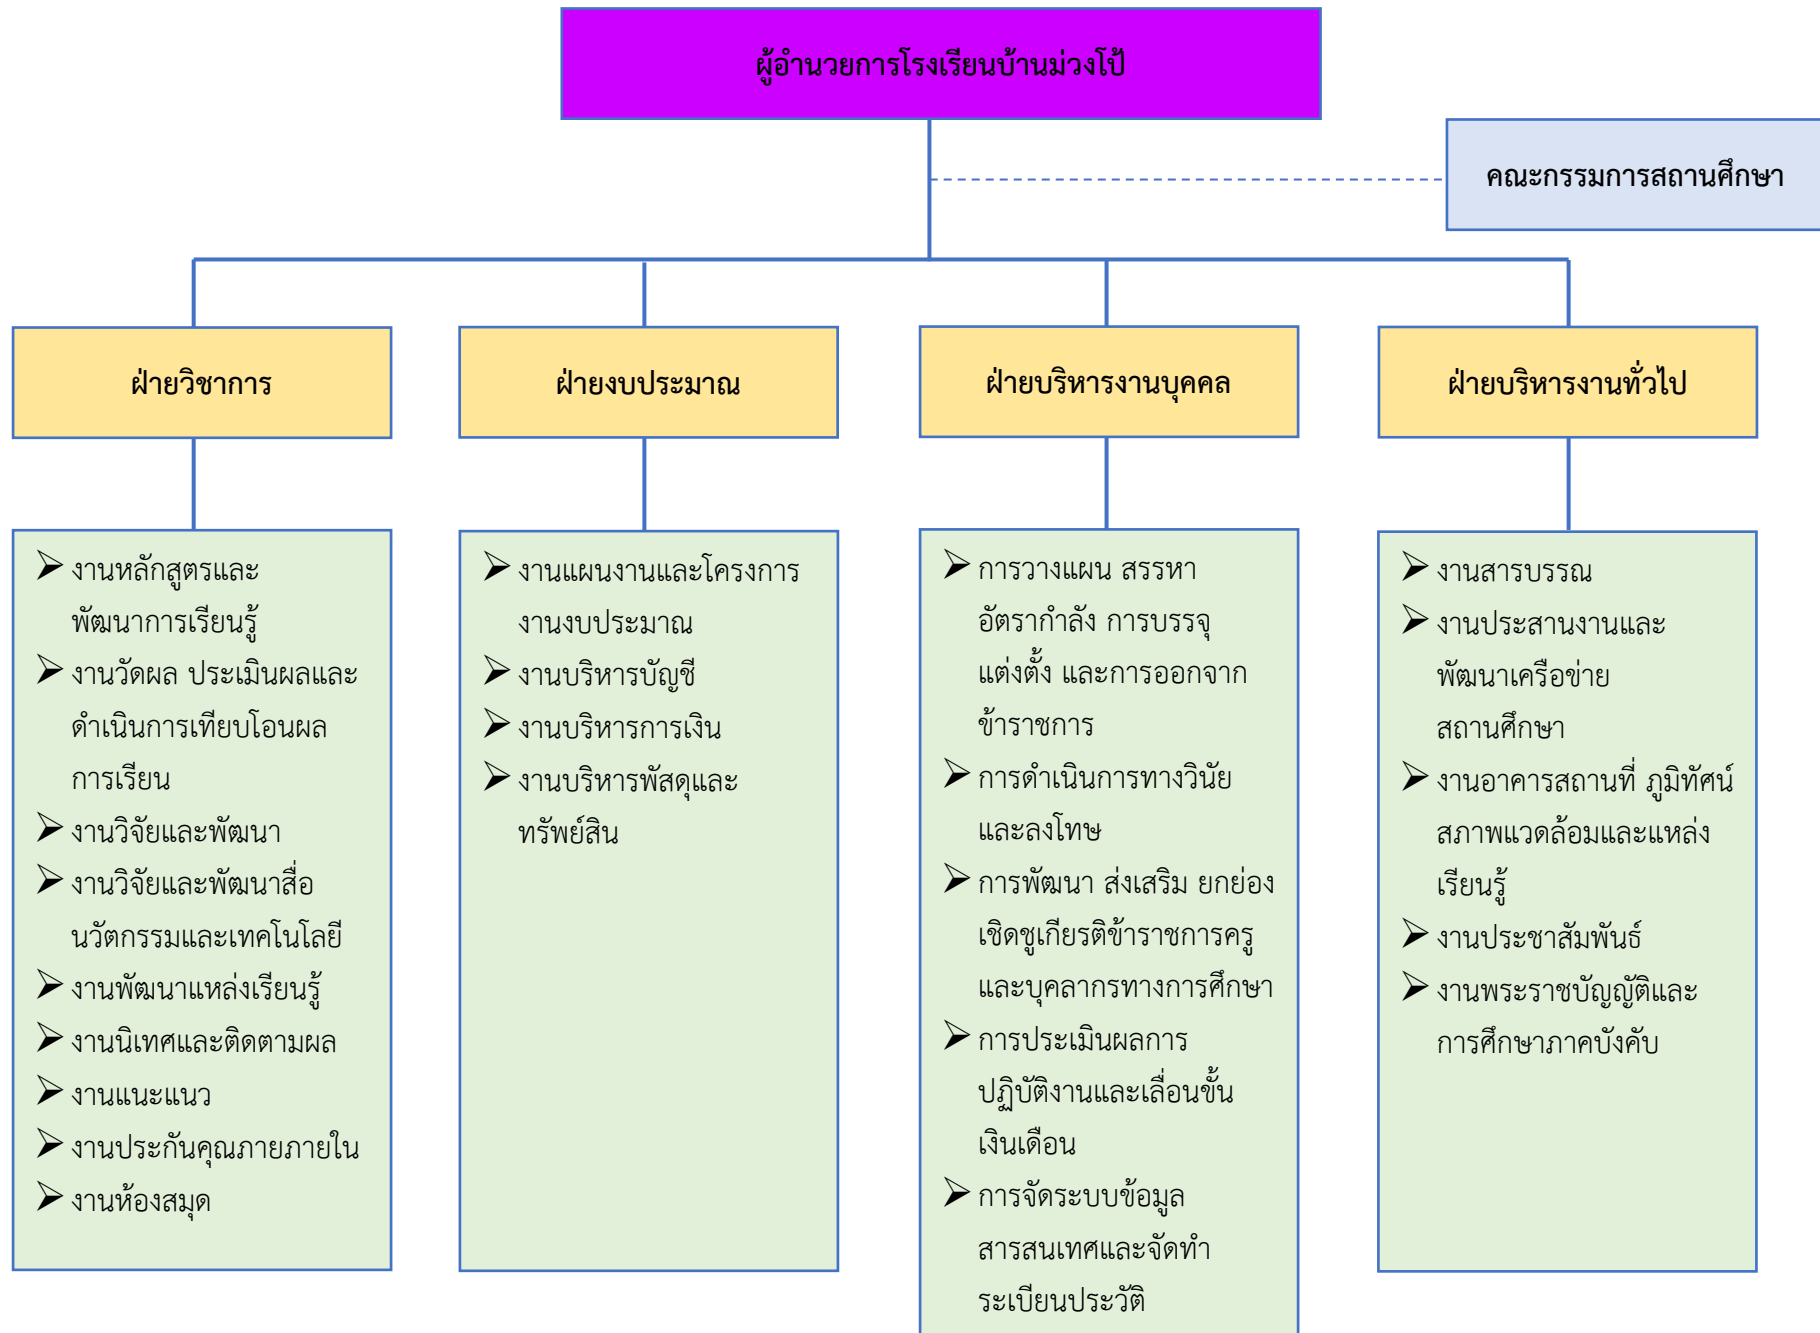 ผู้อำนวยการโรงเรียนบ้านม่วงโป้
คณะกรรมการสถานศึกษา
ฝ่ายวิชาการ
ฝ่ายงบประมาณ
ฝ่ายบริหารงานบุคคล
ฝ่ายบริหารงานทั่วไป
➢ งานหลักสูตรและ
พัฒนาการเรียนรู้
➢ งานวัดผล ประเมินผลและ
ดำเนินการเทียบโอนผล
การเรียน
➢ งานวิจัยและพัฒนา
➢ งานวิจัยและพัฒนาสื่อ
นวัตกรรมและเทคโนโลยี
➢ งานพัฒนาแหล่งเรียนรู้
➢ งานนิเทศและติดตามผล
➢ งานแนะแนว
➢ งานประกันคุณภายภายใน
➢ งานห้องสมุด
➢ งานแผนงานและโครงการ
งานงบประมาณ
➢ งานบริหารบัญชี
➢ งานบริหารการเงิน
➢ งานบริหารพัสดุและ
ทรัพย์สิน
➢ การวางแผน สรรหา
อัตรากำลัง การบรรจุ
แต่งตั้ง และการออกจาก
ข้าราชการ
➢ การดำเนินการทางวินัย
และลงโทษ
➢ การพัฒนา ส่งเสริม ยกย่อง
เชิดชูเกียรติข้าราชการครู
และบุคลากรทางการศึกษา
➢ การประเมินผลการ
ปฏิบัติงานและเลื่อนขั้น
เงินเดือน
➢ การจัดระบบข้อมูล
สารสนเทศและจัดทำ
ระเบียนประวัติ
➢ งานสารบรรณ
➢ งานประสานงานและ
พัฒนาเครือข่าย
สถานศึกษา
➢ งานอาคารสถานที่ ภูมิทัศน์
สภาพแวดล้อมและแหล่ง
เรียนรู้
➢ งานประชาสัมพันธ์
➢ งานพระราชบัญญัติและ
การศึกษาภาคบังคับ